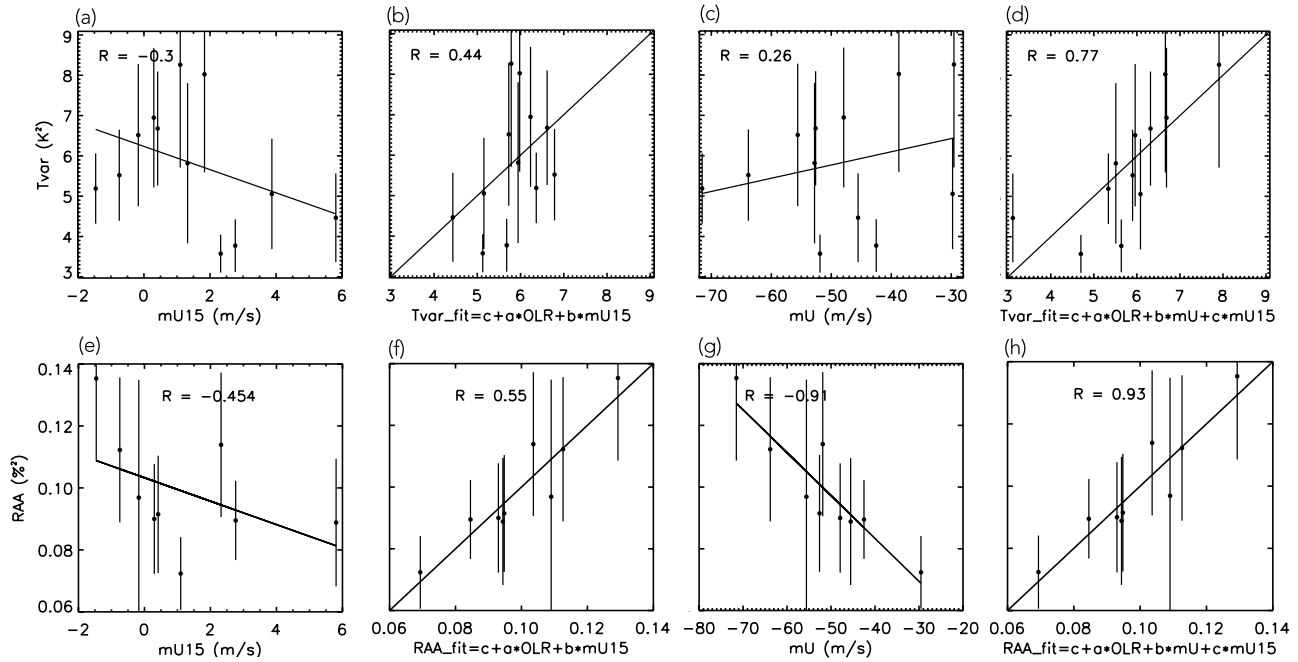 (a)
(b)
(c)
(d)
R = -0.3
R = 0.44
R = 0.26
R = 0.77
Tvar (K²)
9
8
7
6
5
4
3
-2 0 2 4 6
mU15 (m/s)
3 4 5 6 7 8 9
Tvar_fit=c+a*OLR+b*mU15
-70 -60 -50 -40 -30
mU (m/s)
3 4 5 6 7 8 9
Tvar_fit=c+a*OLR+b*mU+c*mU15
(e)
(f)
(g)
(h)
R = -0.454
R = 0.55
R = -0.91
R = 0.93
RAA (%²)
0.14
0.12
0.10
0.08
0.06
-2 0 2 4 6
mU15 (m/s)
0.06 0.08 0.10 0.12 0.14
RAA_fit=c+a*OLR+b*mU15
-80 -70 -60 -50 -40 -30 -20
mU (m/s)
0.06 0.08 0.10 0.12 0.14
RAA_fit=c+a*OLR+b*mU+c*mU15